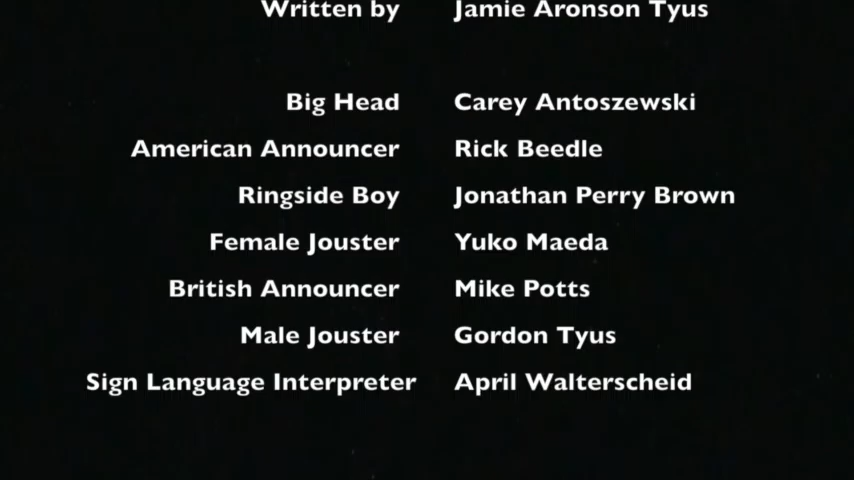 Written by Jamie Aronson Tyus
Big Head Carey Antoszewski
American Announcer Rick Beedle
Ringside Boy Jonathan Perry Brown
Female Jouster Yuko Maeda
British Announcer Mike Potts
Male Jouster Gordon Tyus
Sign Language Interpreter April Walterscheid